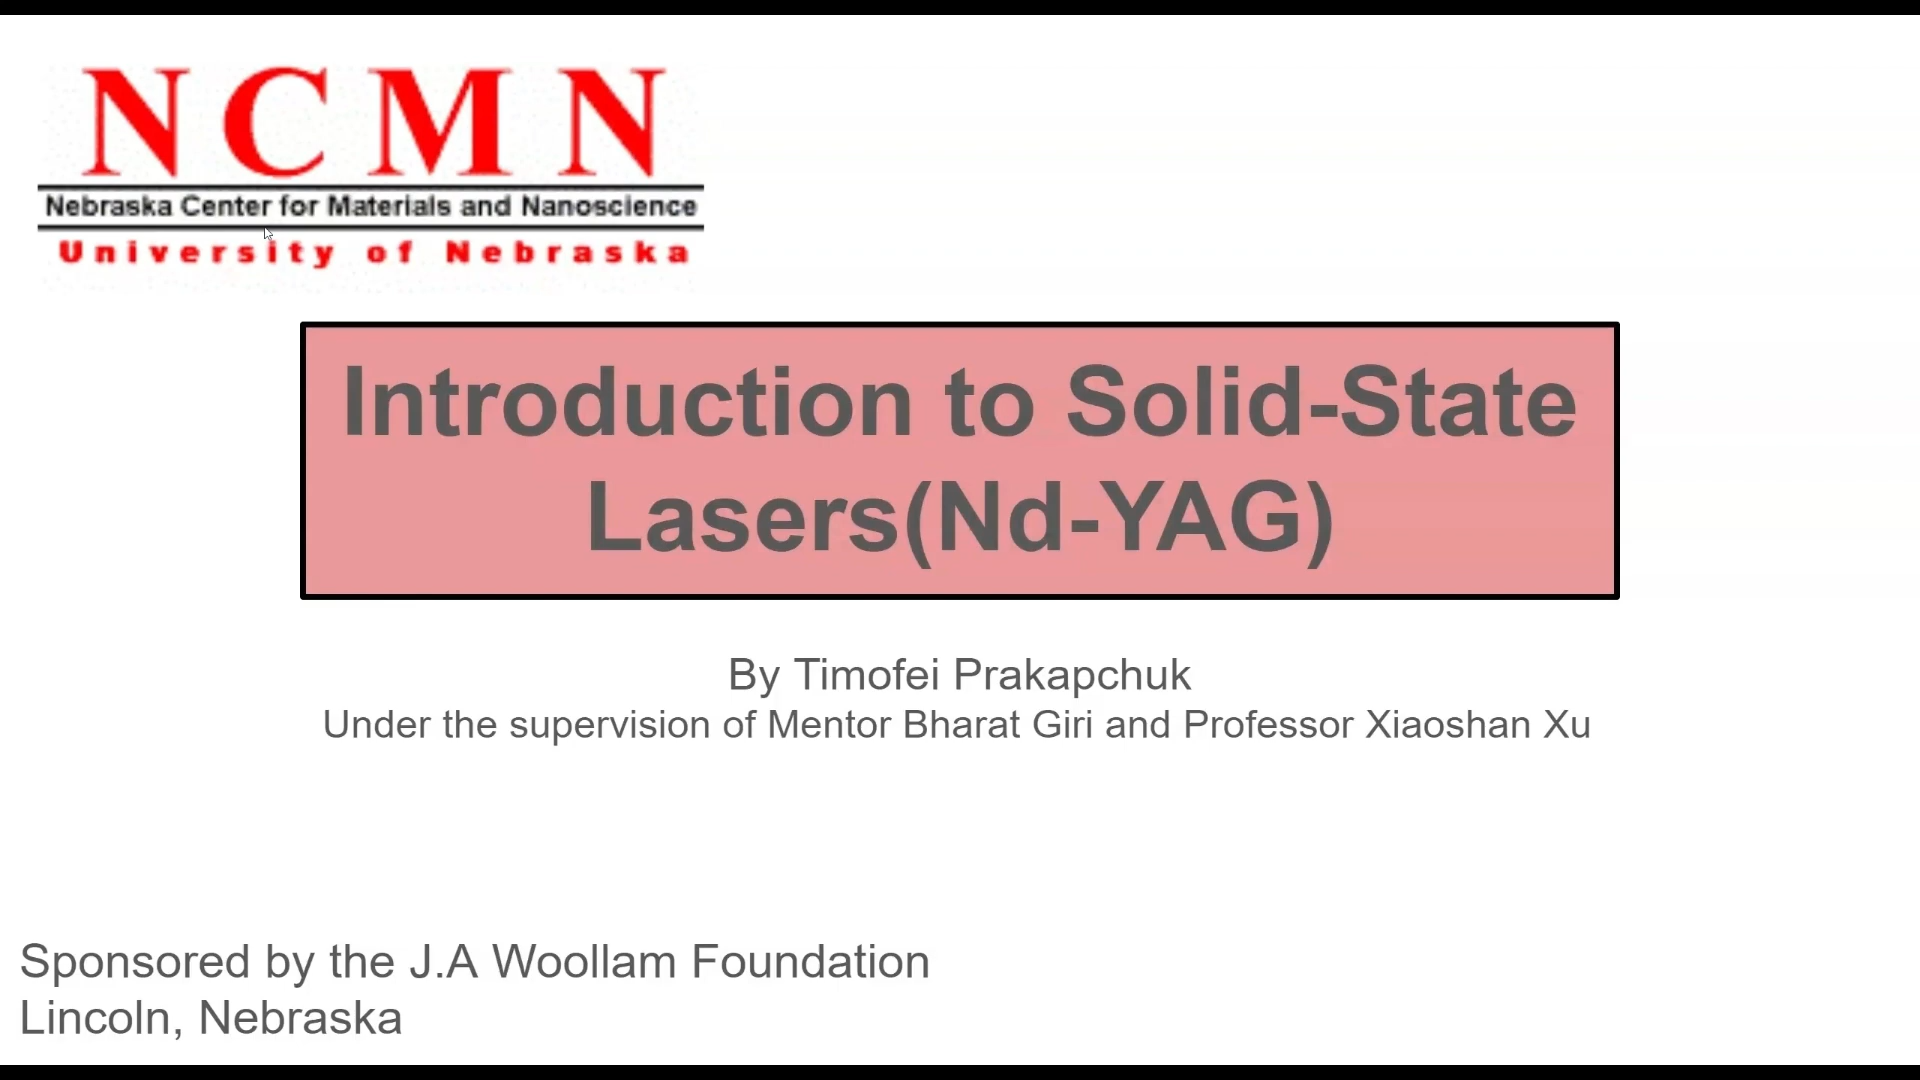 NCMN
Nebraska Center for Materials and Nanoscience
University of Nebraska
Introduction to Solid-State
Lasers(Nd-YAG)
By Timofei Prakapchuk
Under the supervision of Mentor Bharat Giri and Professor Xiaoshan Xu
Sponsored by the J.A Woollam Foundation
Lincoln, Nebraska